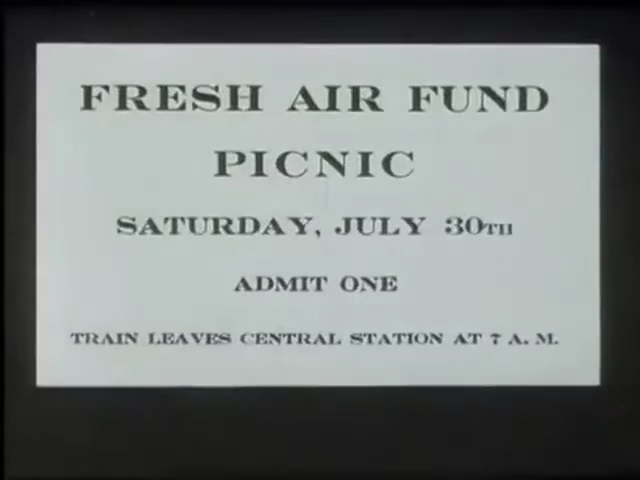 FRESH AIR FUND
PICNIC
SATURDAY, JULY 30TH
ADMIT ONE
TRAIN LEAVES CENTRAL STATION AT 7 A. M.